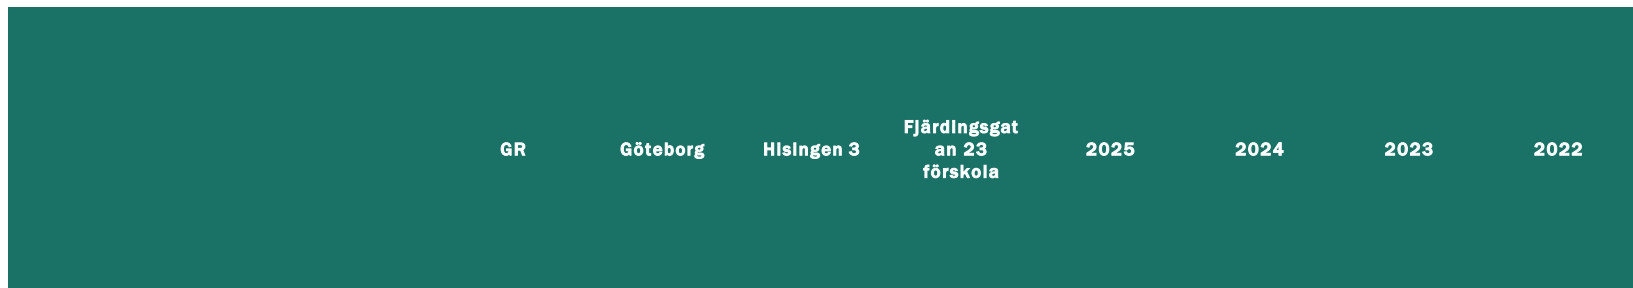 GR
Göteborg
Hisingen 3
Fjärdingsgat
an 23
förskola
2025
2024
2023
2022